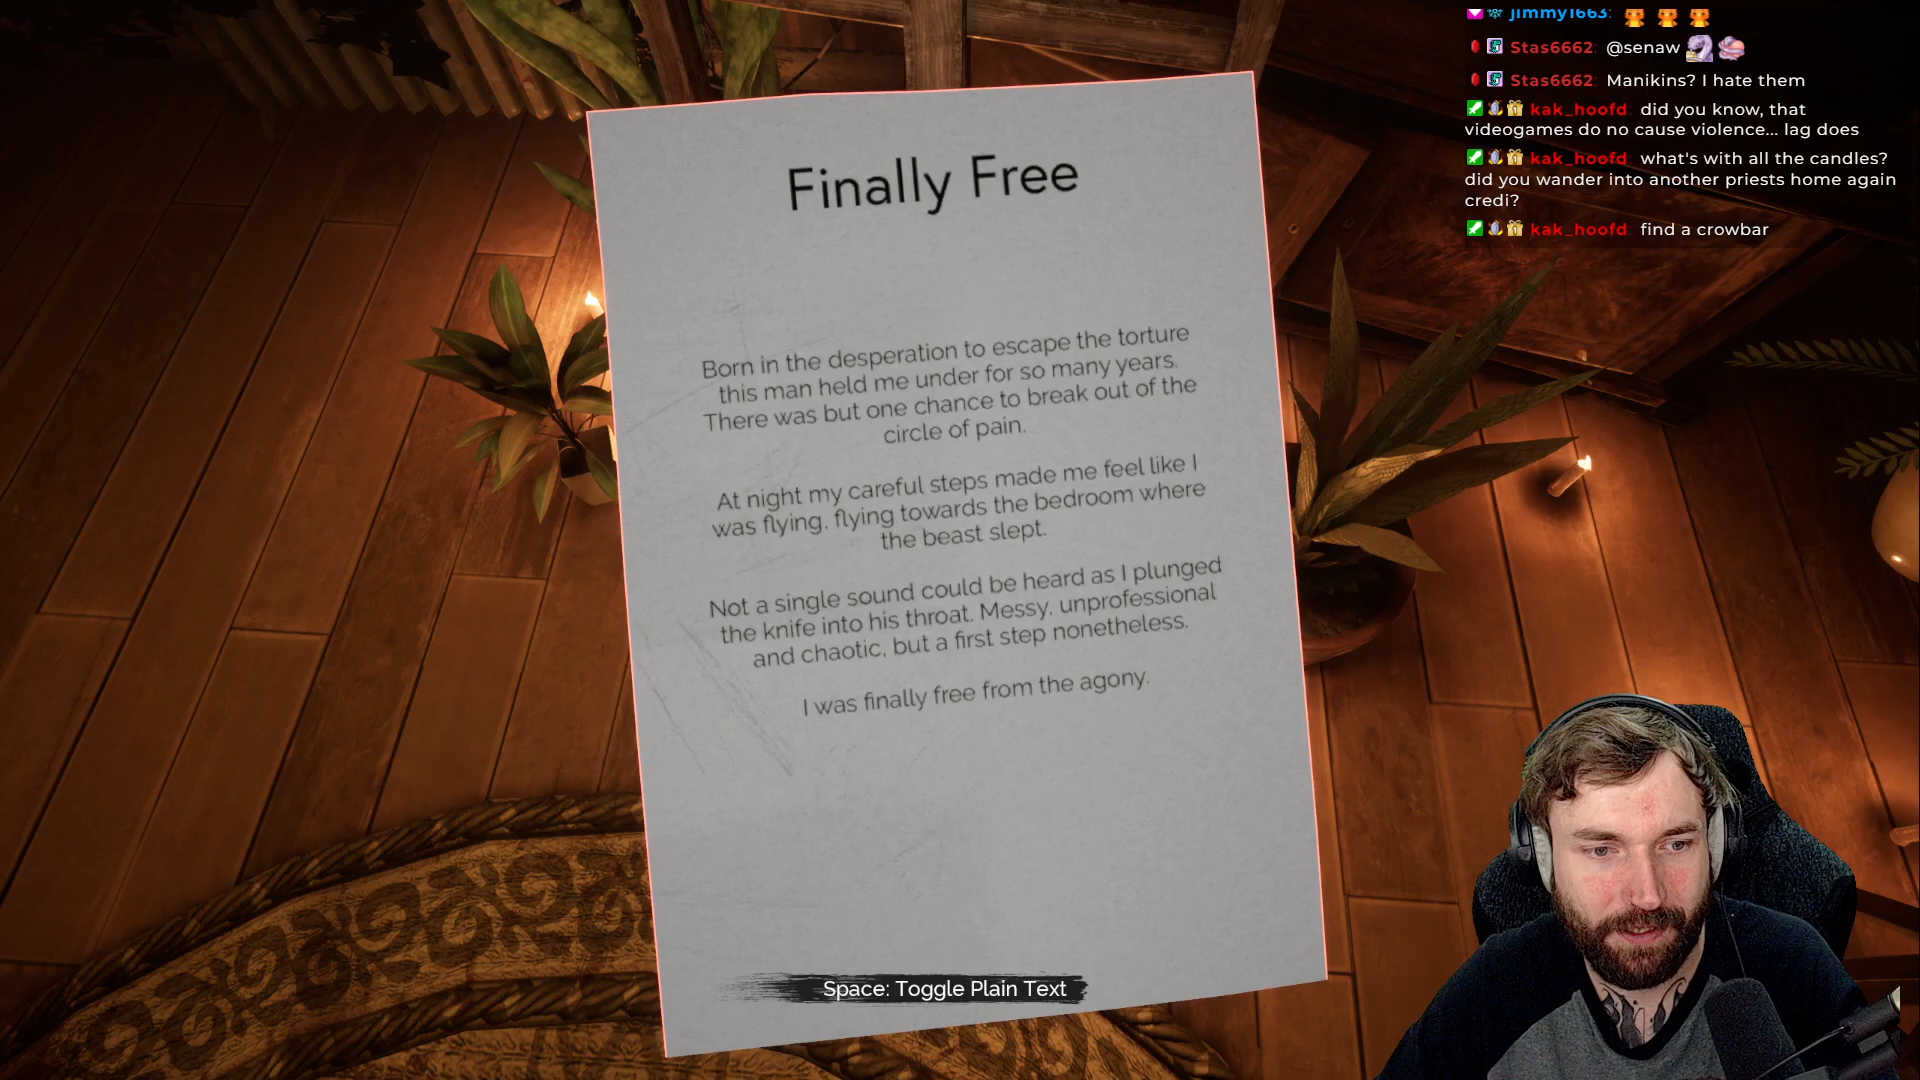 Finally Free
Born in the desperation to escape the torture
this man held me under for so many years.
There was but one chance to break out of the
circle of pain.
At night my careful steps made me feel like I
was flying, flying towards the bedroom where
the beast slept.
Not a single sound could be heard as I plunged
the knife into his throat. Messy, unprofessional
and chaotic, but a first step nonetheless.
I was finally free from the agony.
Space: Toggle Plain Text
jimmy1663:
Stas6662: @senaw
Stas6662: Manikins? I hate them
kak_hoofd: did you know, that
videogames do no cause violence... lag does
kak_hoofd: what's with all the candles?
did you wander into another priests home again
credi?
kak_hoofd: find a crowbar